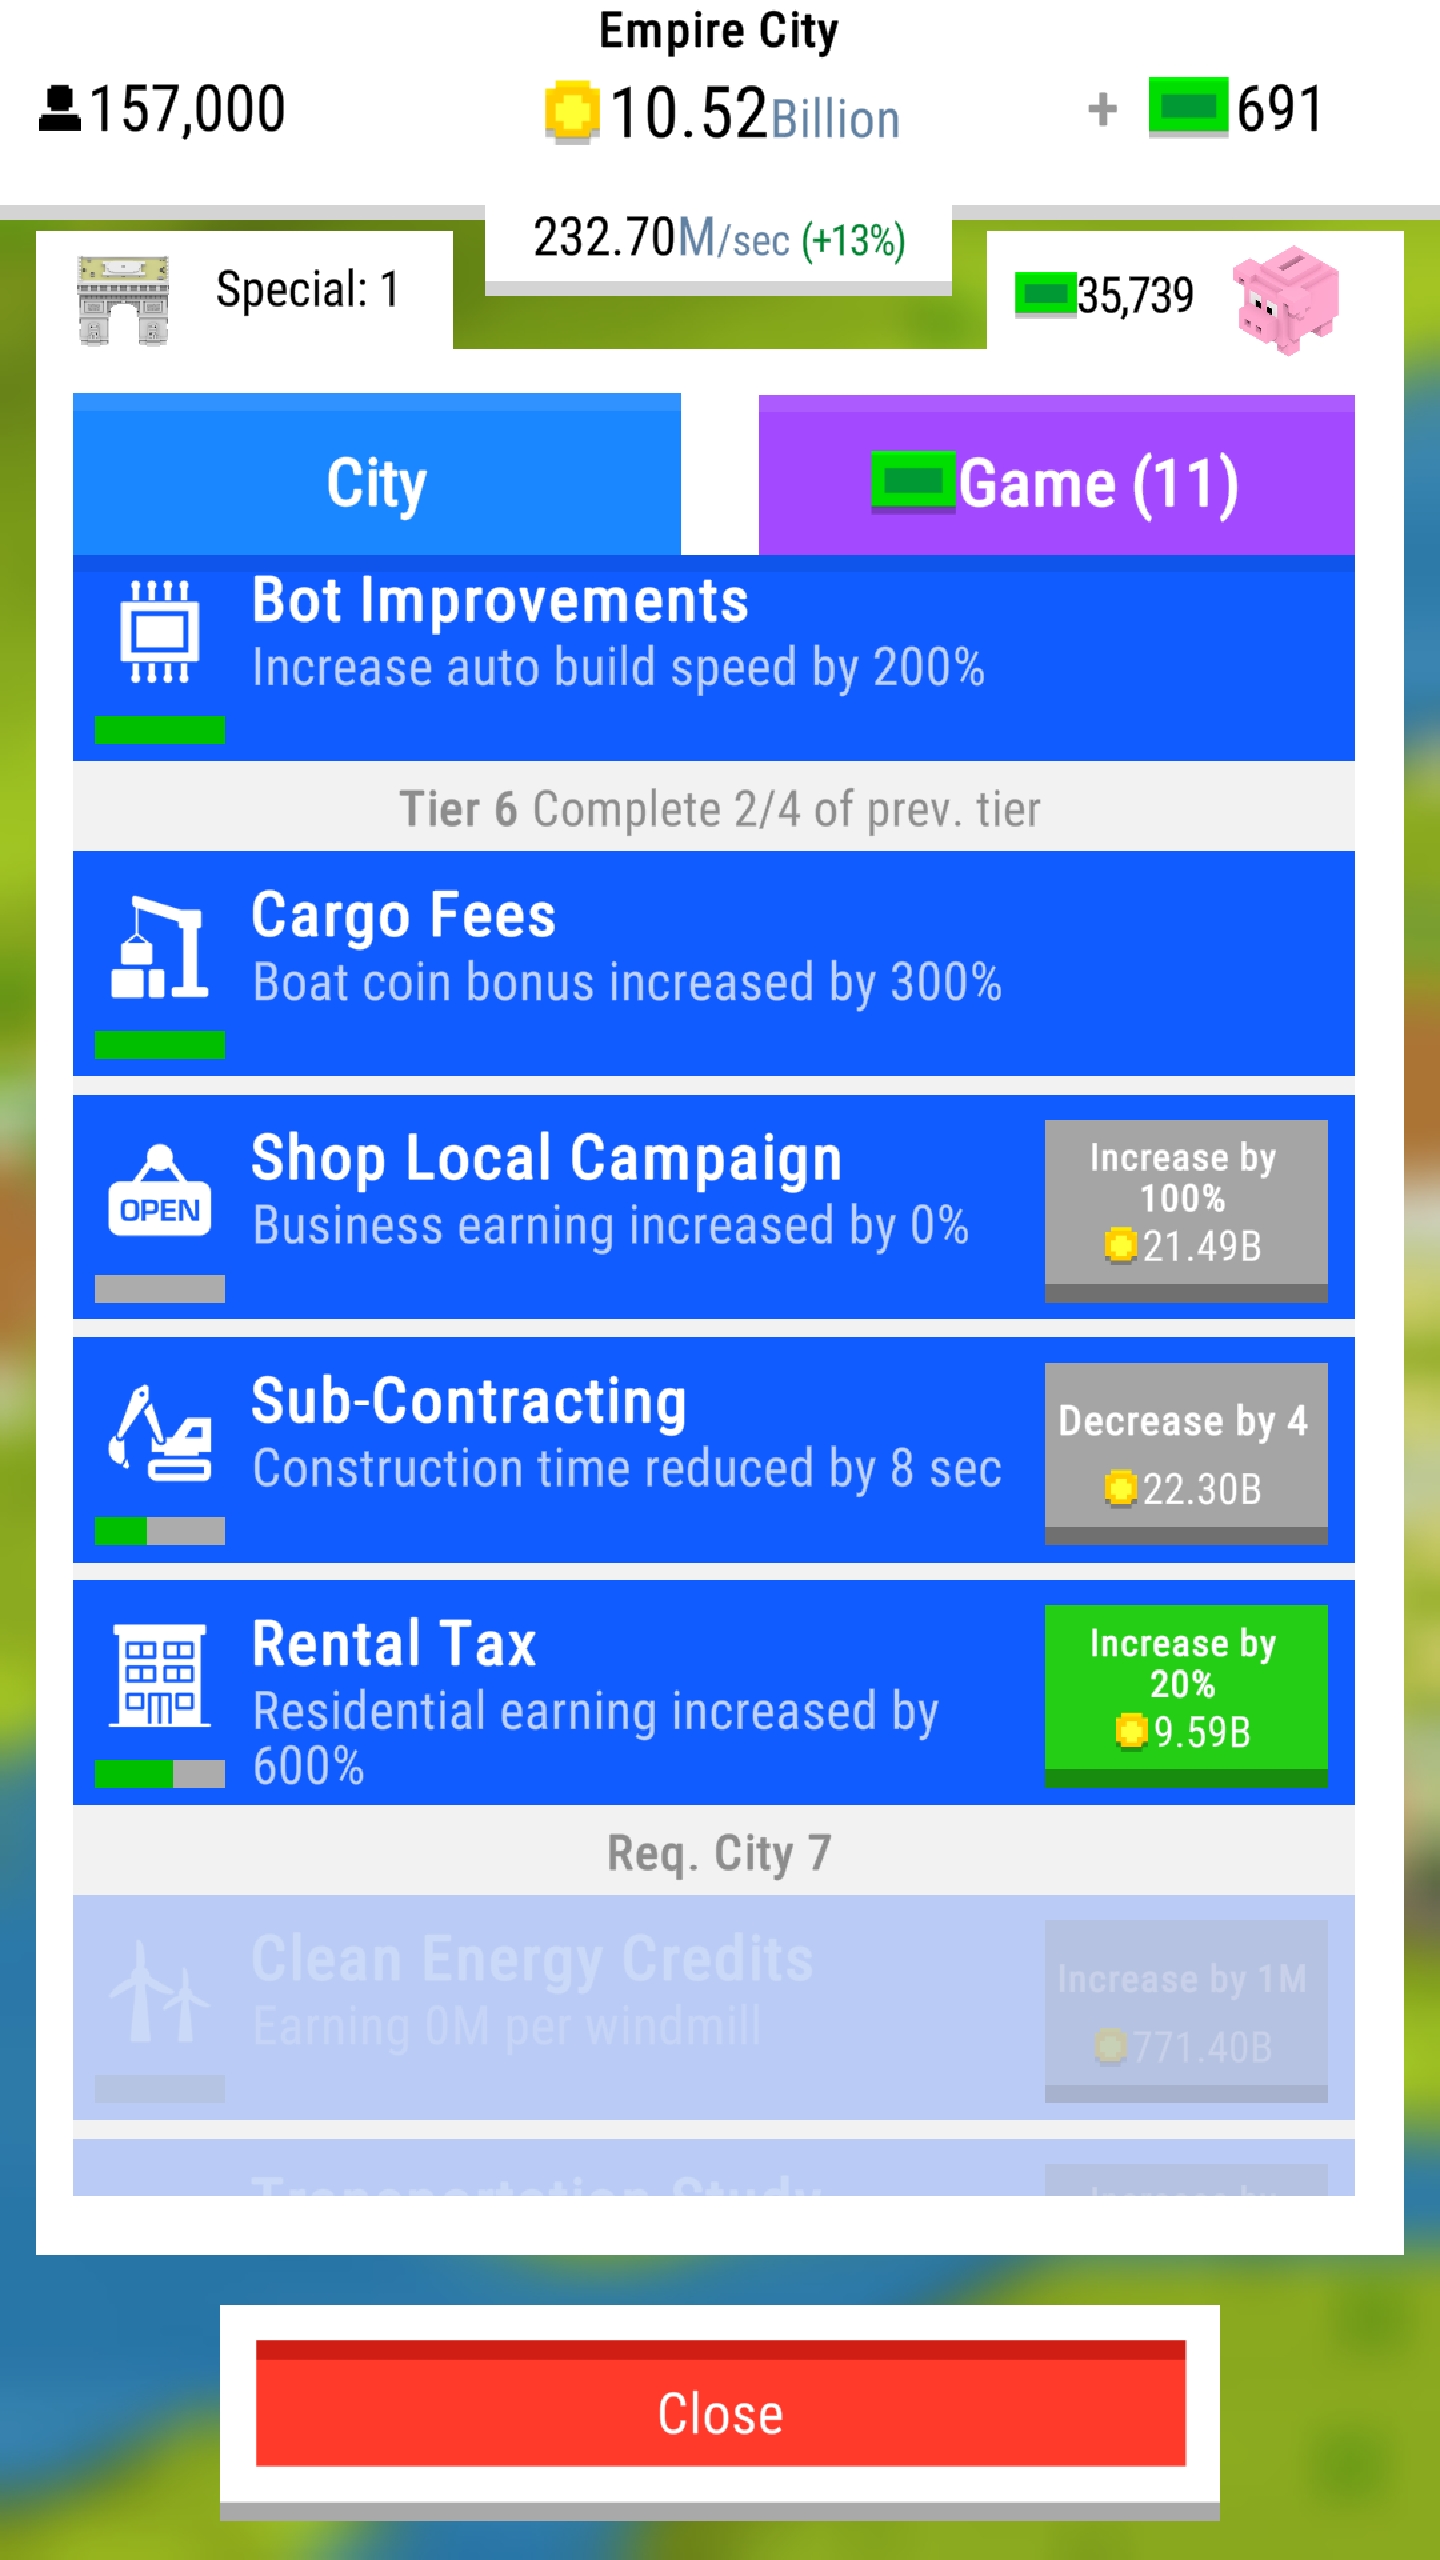 Empire City
157,000
10.52Billion
+ 691
232.70M/sec (+13%)
Special: 1
35,739
City
Game (11)
Bot Improvements
Increase auto build speed by 200%
Tier 6 Complete 2/4 of prev. tier
Cargo Fees
Boat coin bonus increased by 300%
Shop Local Campaign
OPEN
Business earning increased by 0%
Increase by
100%
21.49B
Sub-Contracting
Construction time reduced by 8 sec
Decrease by 4
22.30B
Rental Tax
Residential earning increased by
600%
Increase by
20%
9.59B
Req. City 7
Clean Energy Credits
Earning 0M per windmill
Increase by 1M
771.40B
Transportation Study
Increase by
Close